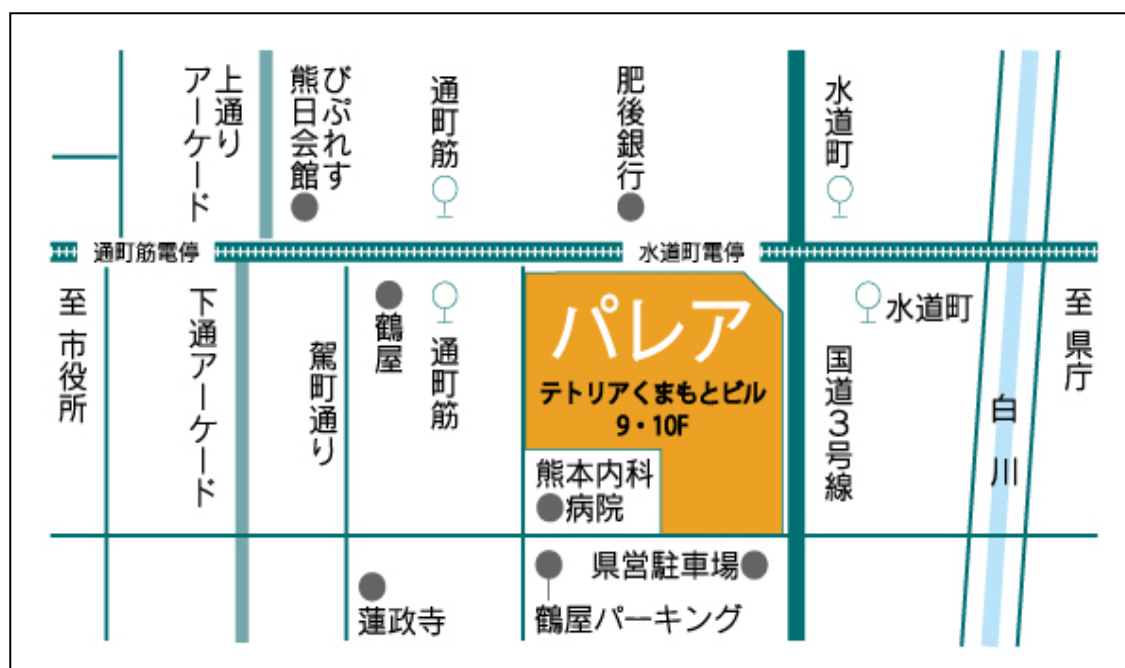 上通り
アーケード
びぷれす
熊日会館
通町筋
肥後銀行
水道町
通町筋電停
水道町電停
至 市役所
下通アーケード
駕町通り
鶴屋
通町筋
パレア
テトリアくまもとビル
9・10F
熊本内科
病院
国道3号線
水道町
白川
至 県庁
蓮政寺
鶴屋パーキング
県営駐車場